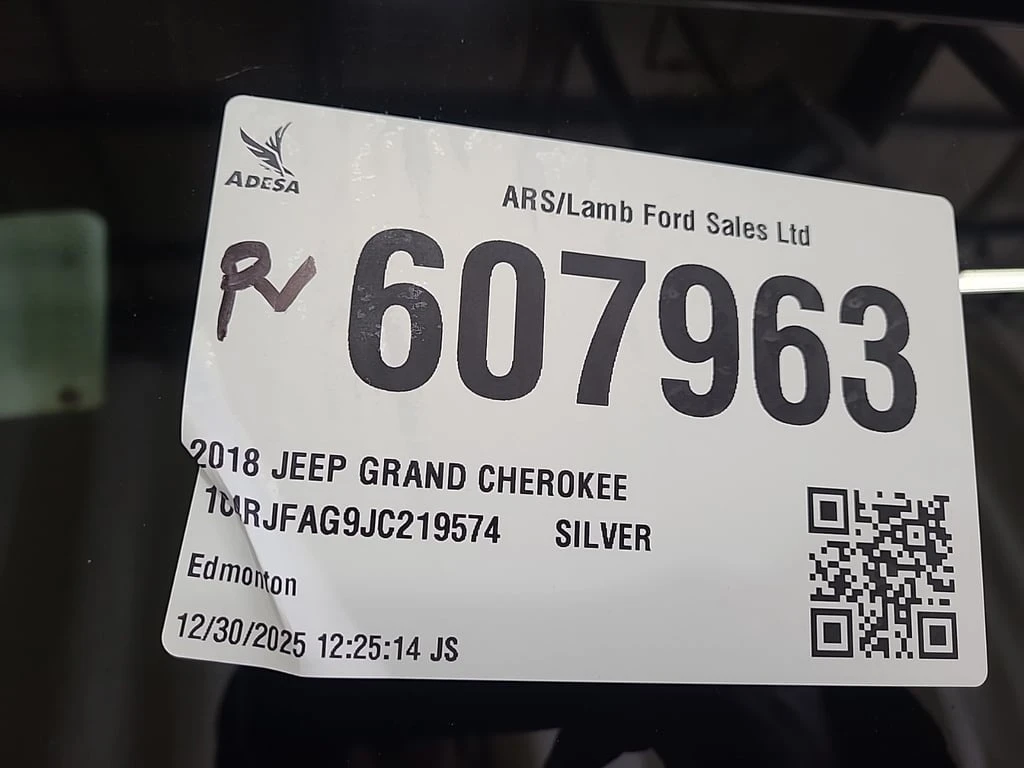 ADESA
ARS/Lamb Ford Sales Ltd
607963
2018 JEEP GRAND CHEROKEE
1C4RJFAG9JC219574 SILVER
Edmonton
12/30/2025 12:25:14 JS